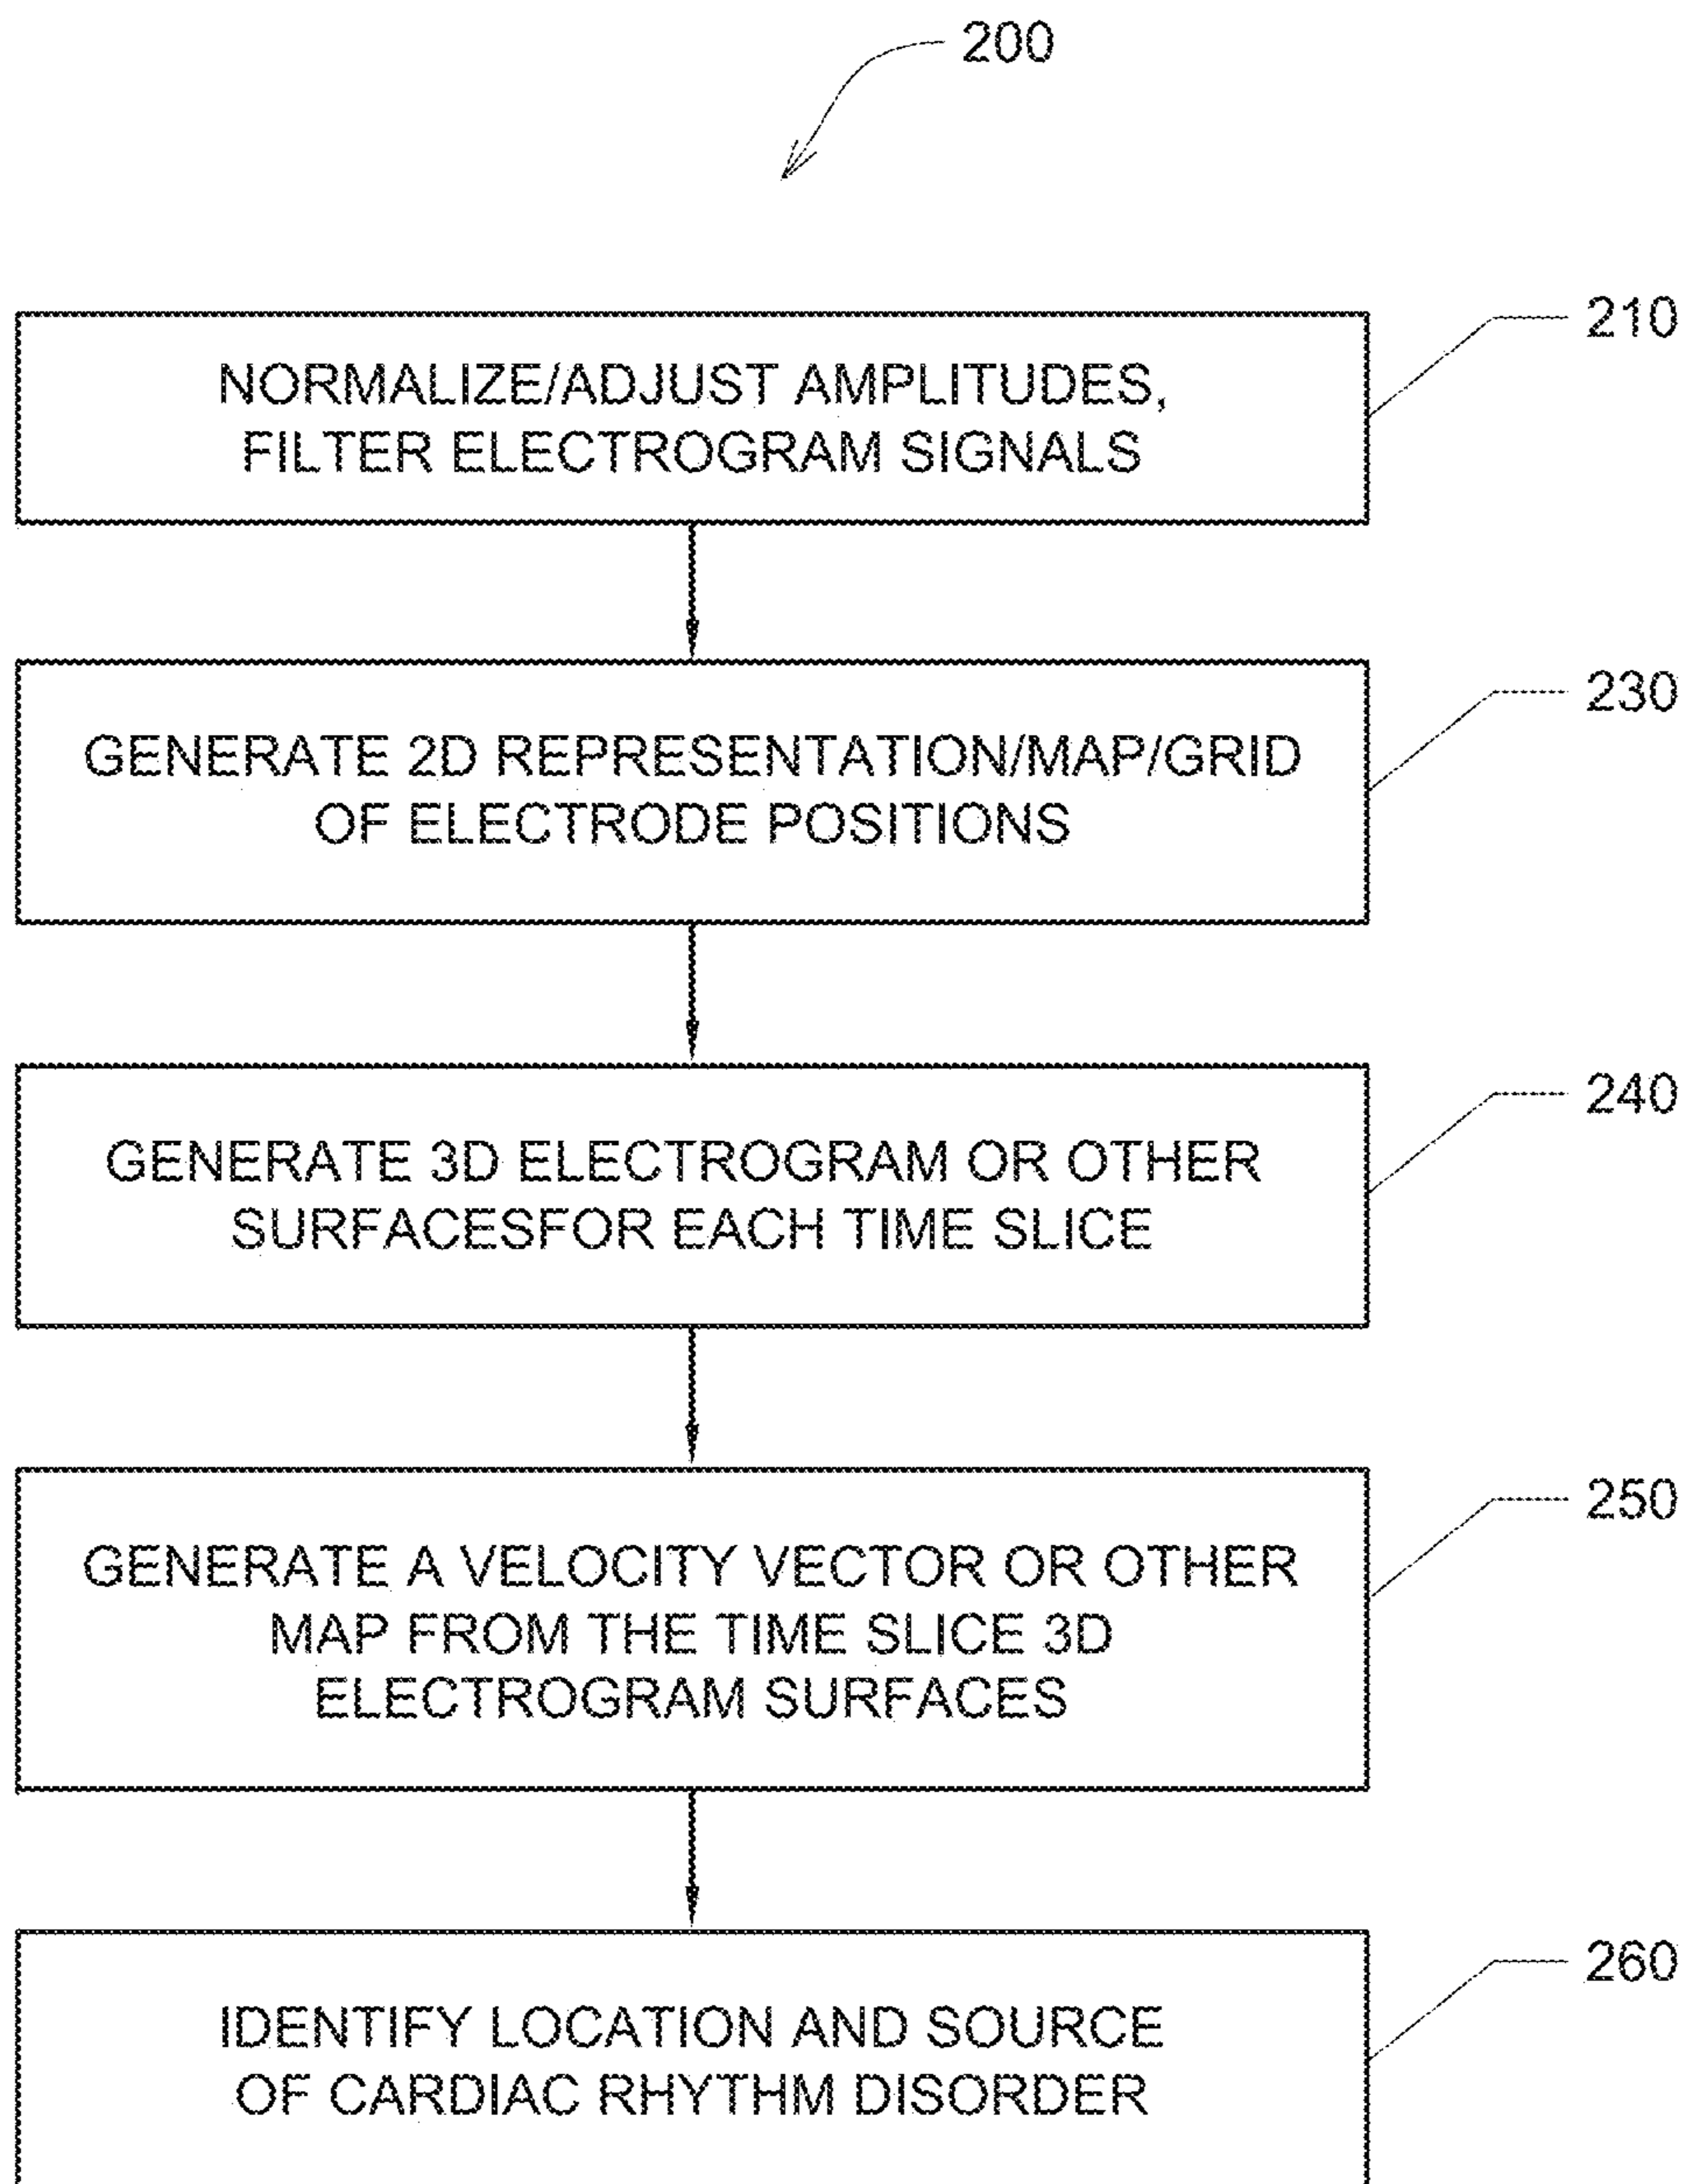 200
210
NORMALIZE/ADJUST AMPLITUDES,
FILTER ELECTROGRAM SIGNALS
230
GENERATE 2D REPRESENTATION/MAP/GRID
OF ELECTRODE POSITIONS
240
GENERATE 3D ELECTROGRAM OR OTHER
SURFACESFOR EACH TIME SLICE
250
GENERATE A VELOCITY VECTOR OR OTHER
MAP FROM THE TIME SLICE 3D
ELECTROGRAM SURFACES
260
IDENTIFY LOCATION AND SOURCE
OF CARDIAC RHYTHM DISORDER